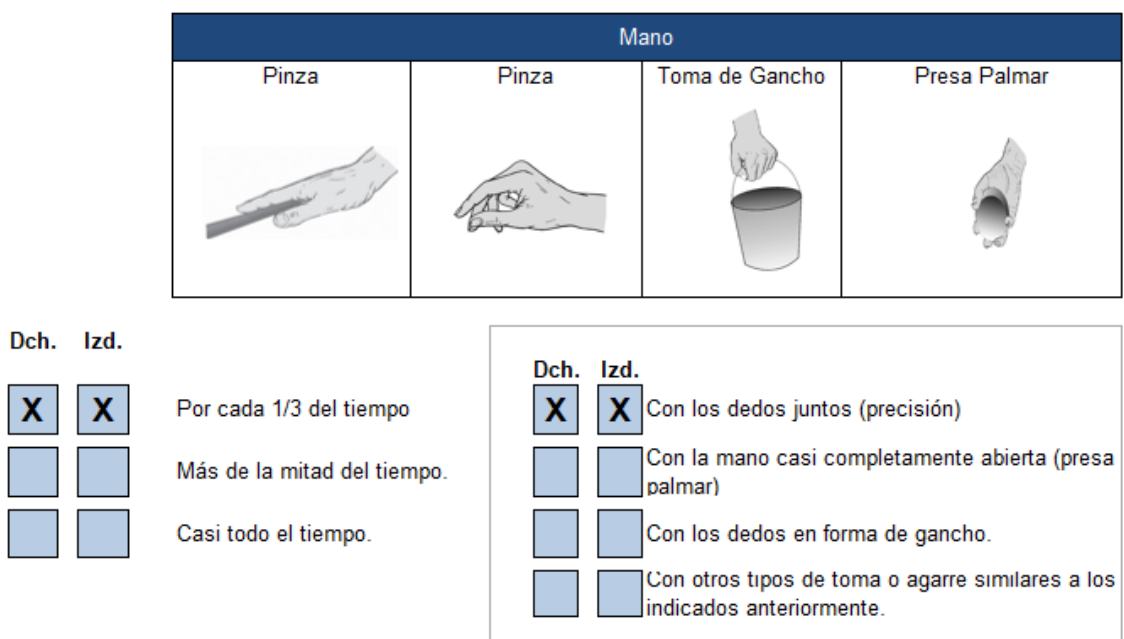 Mano
Pinza
Pinza
Toma de Gancho
Presa Palmar
Dch. Izd.
X X Por cada 1/3 del tiempo
Más de la mitad del tiempo.
Casi todo el tiempo.
Dch. Izd.
X X Con los dedos juntos (precisión)
Con la mano casi completamente abierta (presa
palmar)
Con los dedos en forma de gancho.
Con otros tipos de toma o agarre similares a los
indicados anteriormente.